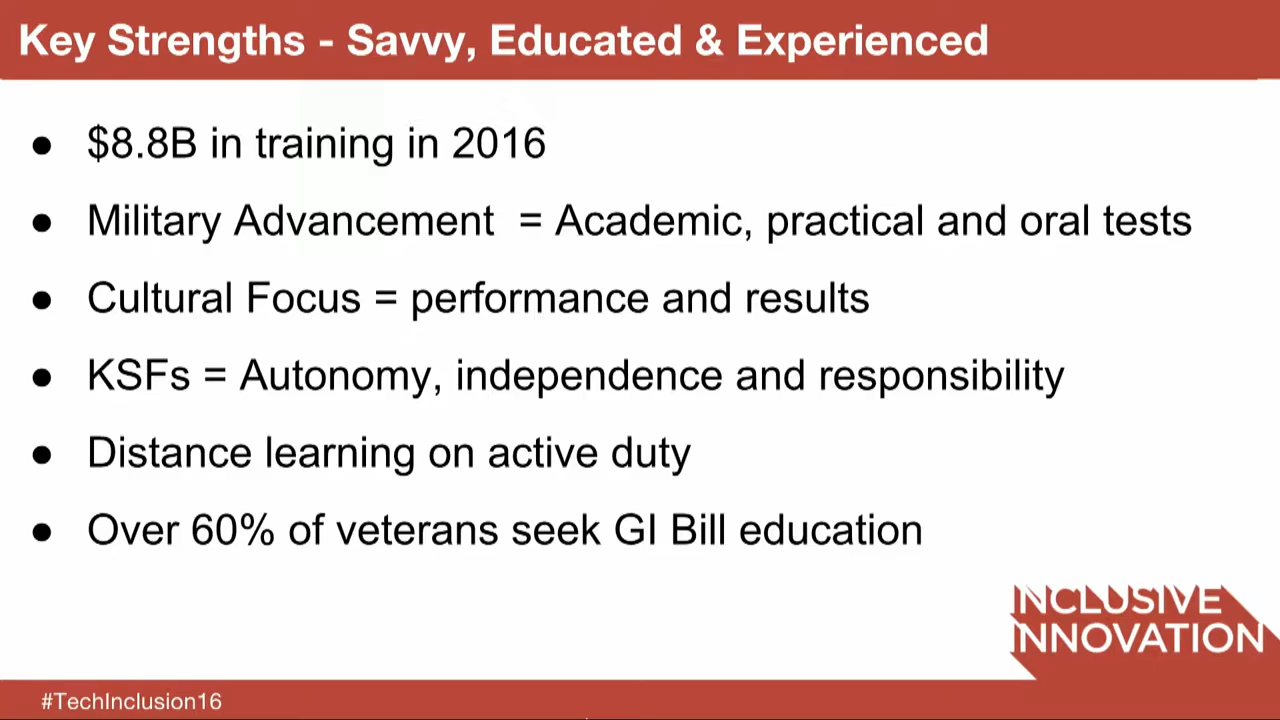 Key Strengths - Savvy, Educated & Experienced
● $8.8B in training in 2016
● Military Advancement  = Academic, practical and oral tests
● Cultural Focus = performance and results
● KSFs = Autonomy, independence and responsibility
● Distance learning on active duty
● Over 60% of veterans seek GI Bill education
INCLUSIVE
INNOVATION
#TechInclusion16